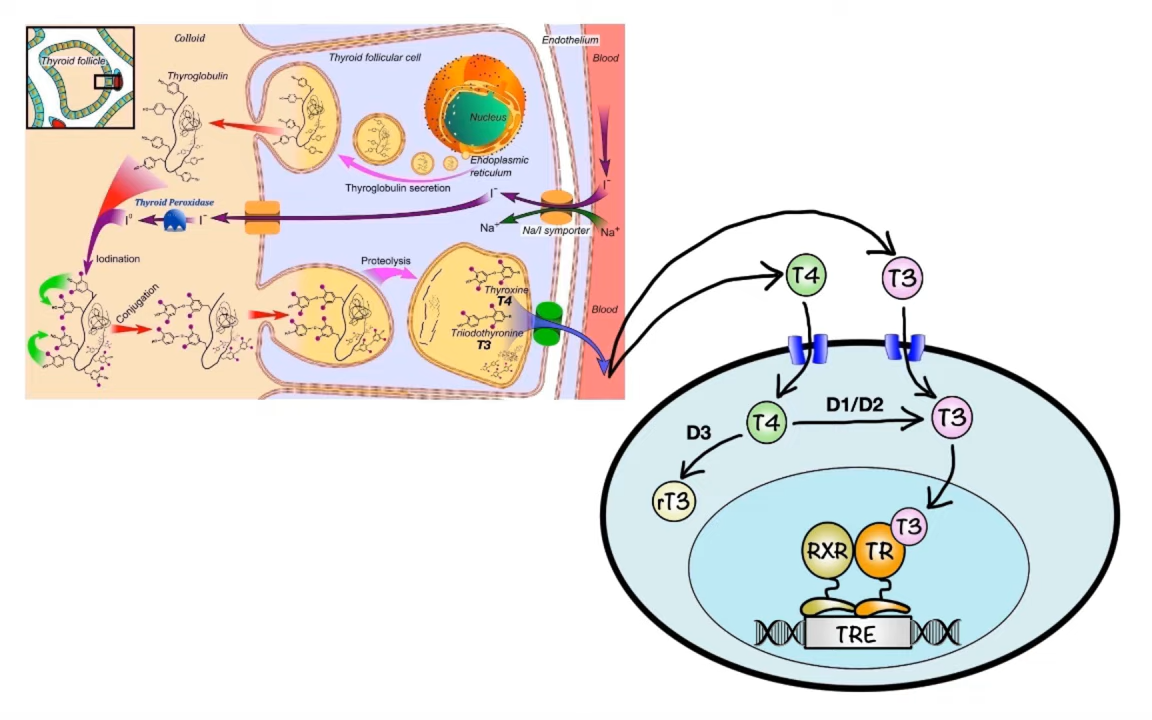 Thyroid follicle
Colloid
Thyroglobulin
Thyroid follicular cell
Endothelium
Blood
Nucleus
Endoplasmic
reticulum
Thyroglobulin secretion
I⁻
I⁻
Thyroid Peroxidase
I⁰
I⁻
Na⁺
Na/I symporter
Na⁺
Iodination
Conjugation
Proteolysis
Thyroxine
T4
Triiodothyronine
T3
Blood
T4
T3
T4
D1/D2
T3
D3
rT3
T3
RXR
TR
TRE